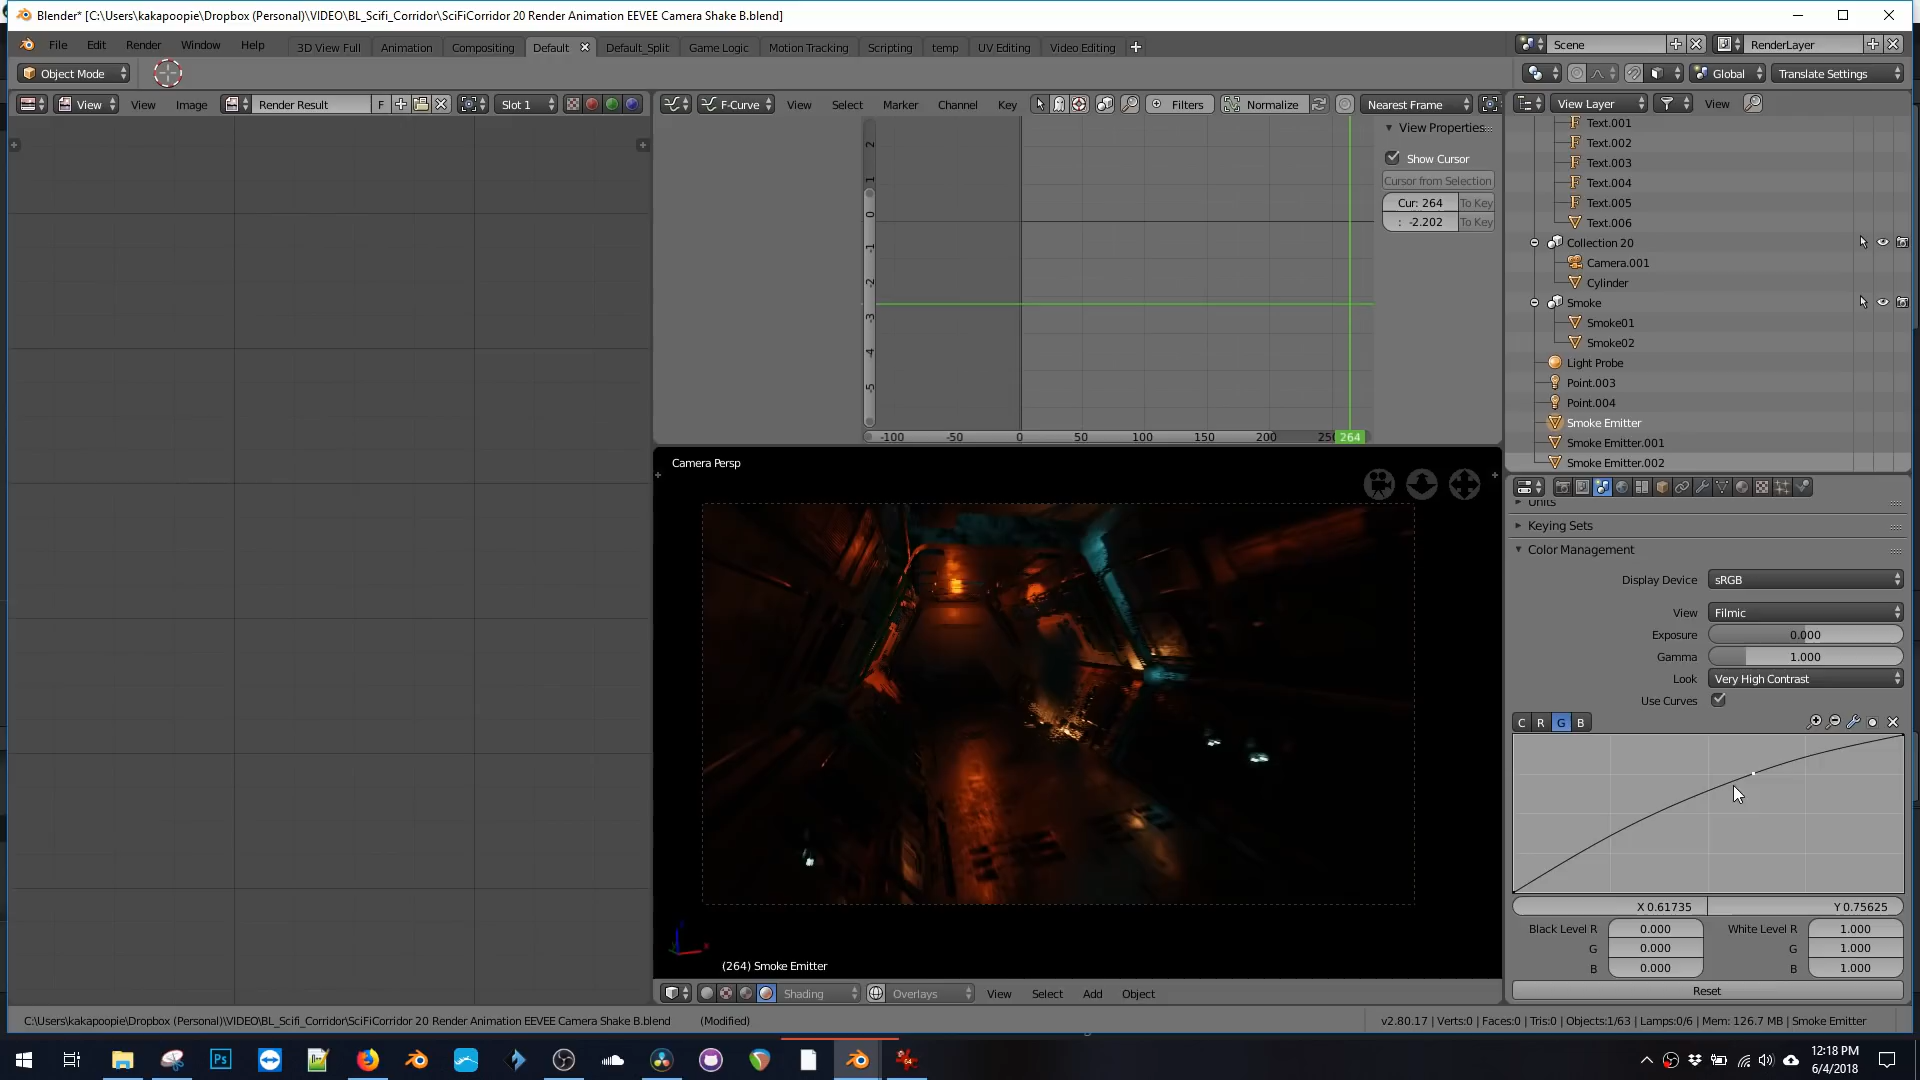 Blender* [C:\Users\kakapoopie\Dropbox (Personal)\VIDEO\BL_Scifi_Corridor\SciFiCorridor 20 Render Animation EEVEE Camera Shake B.blend]
File Edit Render Window Help 3D View Full Animation Compositing Default Default_Split Game Logic Motion Tracking Scripting temp UV Editing Video Editing Scene RenderLayer
Object Mode Global Translate Settings
View View Image Render Result F Slot 1 F-Curve View Select Marker Channel Key Filters Normalize Nearest Frame View Layer View
View Properties
Show Cursor
Cursor from Selection
Cur: 264 To Key
: -2.202 To Key
2
1
0
-1
-2
-3
-4
-5
-100 -50 0 50 100 150 200 250 264
Text.001
Text.002
Text.003
Text.004
Text.005
Text.006
Collection 20
Camera.001
Cylinder
Smoke
Smoke01
Smoke02
Light Probe
Point.003
Point.004
Smoke Emitter
Smoke Emitter.001
Smoke Emitter.002
Camera Persp
(264) Smoke Emitter
Shading Overlays View Select Add Object
Units
Keying Sets
Color Management
Display Device sRGB
View Filmic
Exposure 0.000
Gamma 1.000
Look Very High Contrast
Use Curves
C R G B
X 0.61735 Y 0.75625
Black Level R 0.000 White Level R 1.000
G 0.000 G 1.000
B 0.000 B 1.000
Reset
C:\Users\kakapoopie\Dropbox (Personal)\VIDEO\BL_Scifi_Corridor\SciFiCorridor 20 Render Animation EEVEE Camera Shake B.blend (Modified) v2.80.17 | Verts:0 | Faces:0 | Tris:0 | Objects:1/63 | Lamps:0/6 | Mem: 126.7 MB | Smoke Emitter
Ps
12:18 PM
6/4/2018